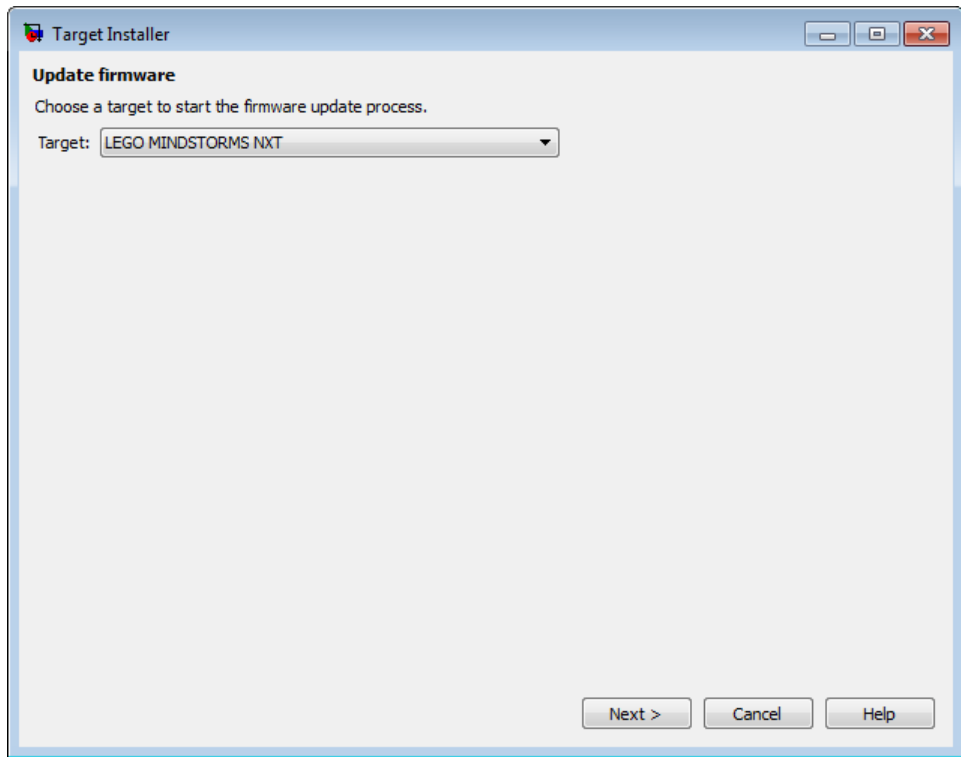 Target Installer
Update firmware
Choose a target to start the firmware update process.
Target: LEGO MINDSTORMS NXT
Next > Cancel Help